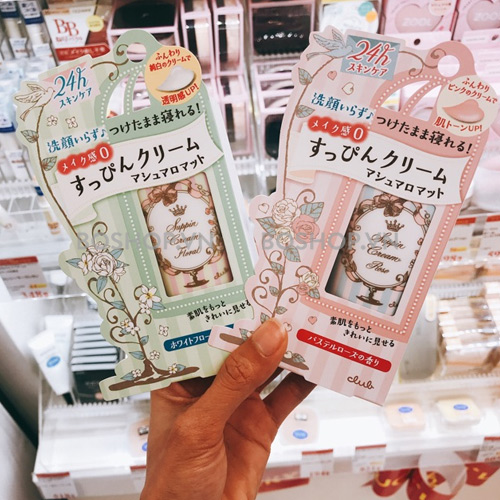 24h
スキンケア
ふんわり
純白のクリームで
透明感UP!
洗顔いらず♪
つけたまま寝れる!
メイク感0
すっぴんクリーム
マシュマロマット
Suppin
Cream
Floral
素肌をもっと
きれいに見せる
ホワイトフロー
24h
スキンケア
ふんわり
ピンクのクリームで
肌トーンUP!
洗顔いらず♪
つけたまま寝れる!
メイク感0
すっぴんクリーム
マシュマロマット
Suppin
Cream
Rose
素肌をもっと
きれいに見せる
パステルローズの香り
club
BB